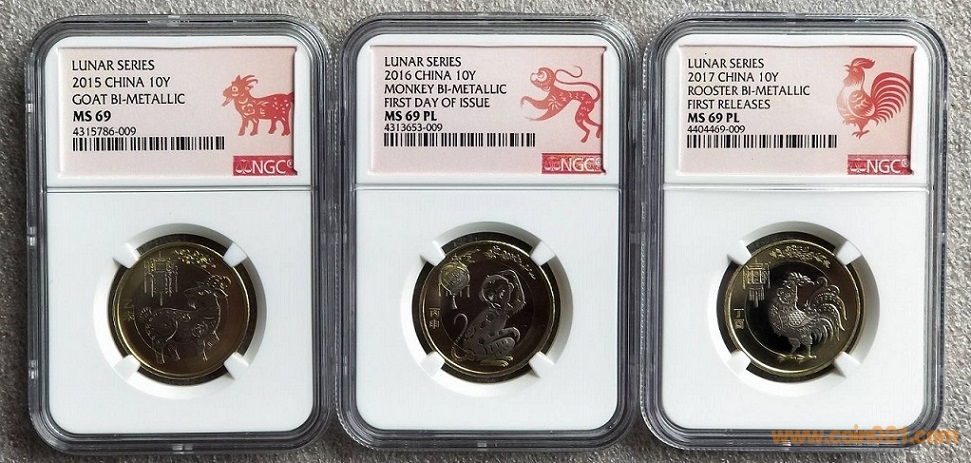 LUNAR SERIES
2015 CHINA 10Y
GOAT BI-METALLIC
MS 69
4315786-009
NGC
LUNAR SERIES
2016 CHINA 10Y
MONKEY BI-METALLIC
FIRST DAY OF ISSUE
MS 69 PL
4313653-009
NGC
LUNAR SERIES
2017 CHINA 10Y
ROOSTER BI-METALLIC
FIRST RELEASES
MS 69 PL
4404469-009
NGC
丙申
丁酉
www.coin001.com